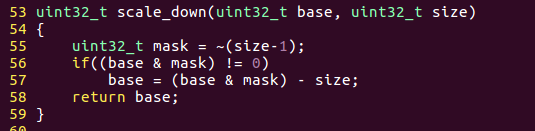 53 uint32_t scale_down(uint32_t base, uint32_t size)
54 {
55     uint32_t mask = ~(size-1);
56     if((base & mask) != 0)
57         base = (base & mask) - size;
58     return base;
59 }
60